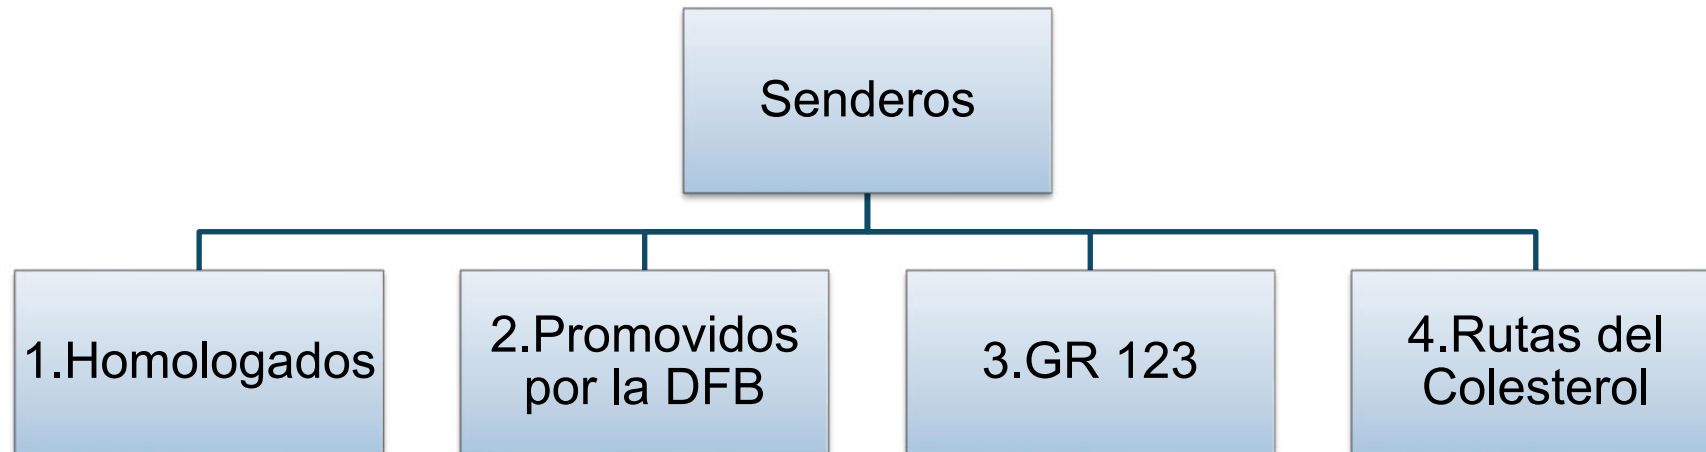 Senderos
1.Homologados
2.Promovidos
por la DFB
3.GR 123
4.Rutas del
Colesterol